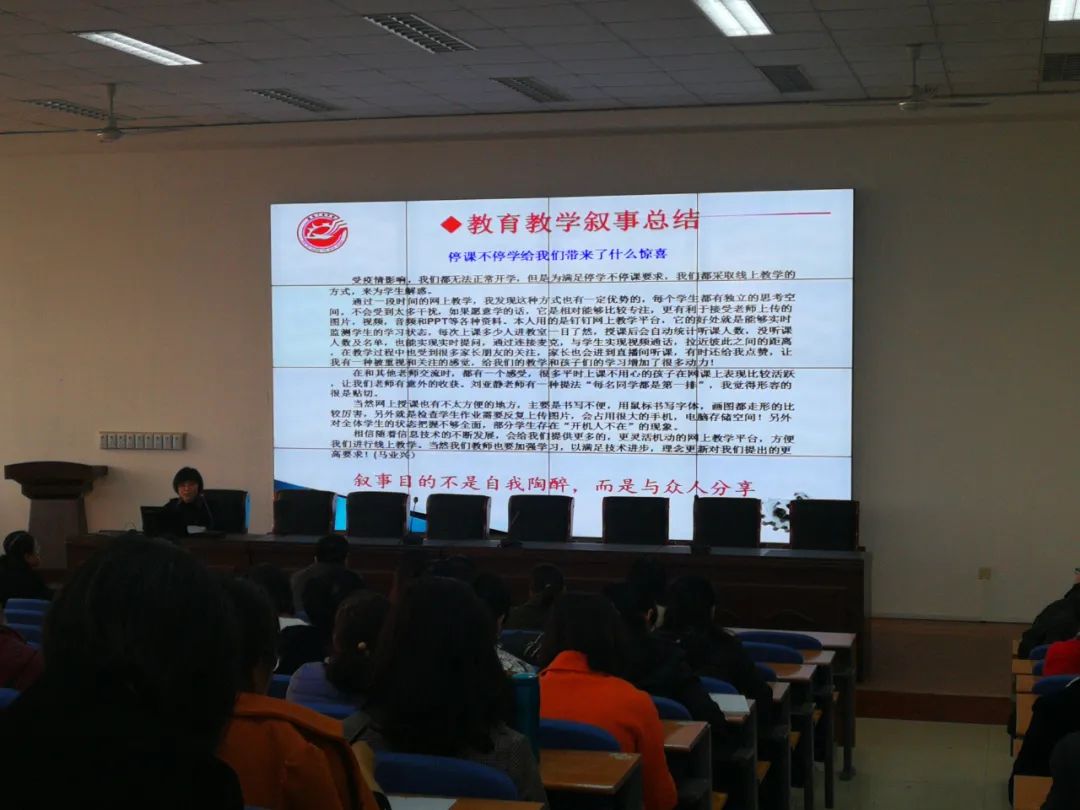 教育教学叙事总结
停课不停学给我们带来了什么惊喜
受疫情影响,我们都无法正常开学,但是为满足停学不停课要求,我们都采取线上教学的
方式,来为学生解惑。
通过一段时间的网上教学,我发现这种方式也有一定优势的,每个学生都有独立的思考空
间,不会受到太多干扰,如果愿意学的话,它是相对能够比较专注,更有利于接受老师上传的
图片,视频,音频和PPT等各种资料。本人用的是钉钉网上教学平台,它的好处就是能够实时
监测学生的学习状态。每次上课多少人进教室一目了然,授课后会自动统计听课人数,没听课
人数及名单,也能实现实时提问,通过连接麦克,与学生实现视频通话,拉近彼此之间的距离
,在教学过程中也受到很多家长朋友的关注,家长也会进到直播间听课,有时还给我点赞,让
我有一种被重视和关注的感觉,给我们的教学和孩子们的学习增加了很多动力!
在和其他老师交流时,都有一个感受,很多平时上课不用心的孩子在网课上表现比较活跃
,让我们老师有意外的收获。刘亚静老师有一种提法“每名同学都是第一排”,我觉得形容的
很是贴切。
当然网上授课也有不太方便的地方,主要是书写不便,用鼠标书写字体,画图都走形的比
较厉害,另外就是检查学生作业需要反复上传图片,会占用很大的手机,电脑存储空间!另外
对全体学生的状态把握不够全面,部分学生存在“开机人不在”的现象。
相信随着信息技术的不断发展,会给我们提供更多的,更灵活机动的网上教学平台,方便
我们进行线上教学。当然我们教师也要加强学习,以满足技术进步,理念更新对我们提出的更
高要求!(马业兴)
叙事目的不是自我陶醉,而是与众人分享